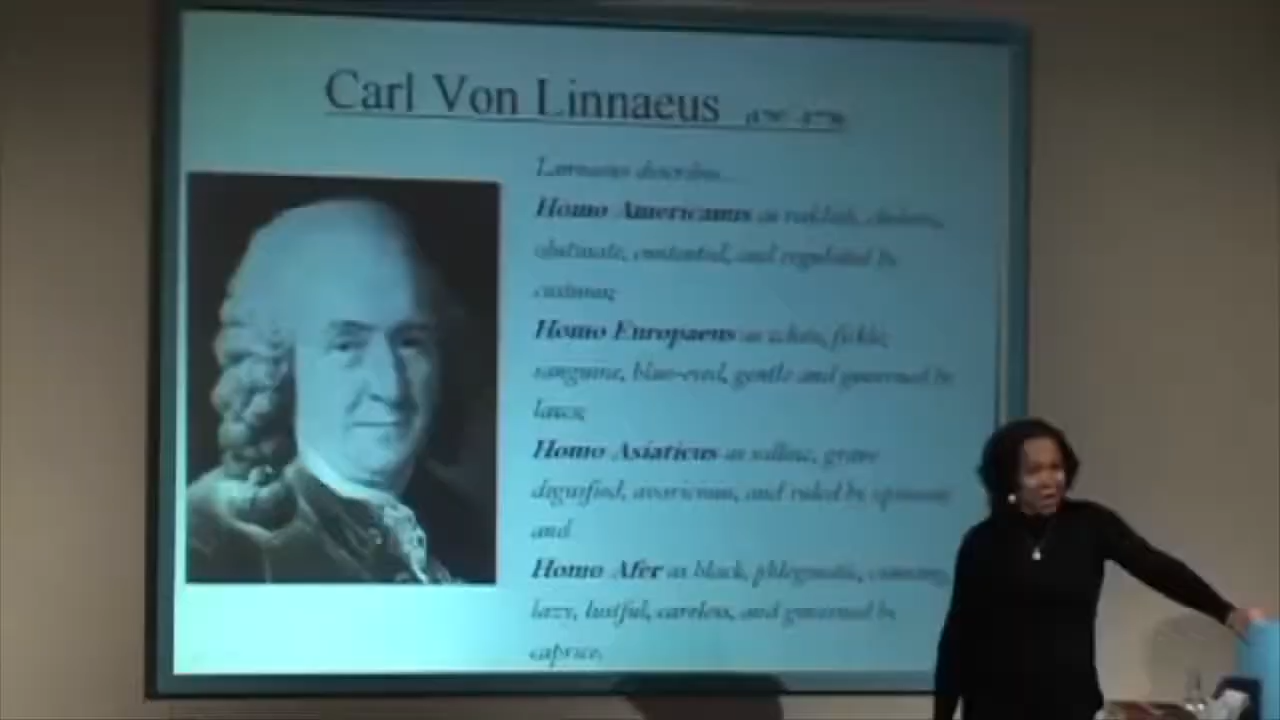 Carl Von Linnaeus (1707-1778)
Linnaeus describes...
Homo Americanus as reddish, choleric,
obstinate, contented, and regulated by
customs;
Homo Europaeus as white, fickle,
sanguine, blue-eyed, gentle and governed by
laws;
Homo Asiaticus as sallow, grave
dignified, avaricious, and ruled by opinions
and
Homo Afer as black, phlegmatic, cunning,
lazy, lustful, careless, and governed by
caprice.